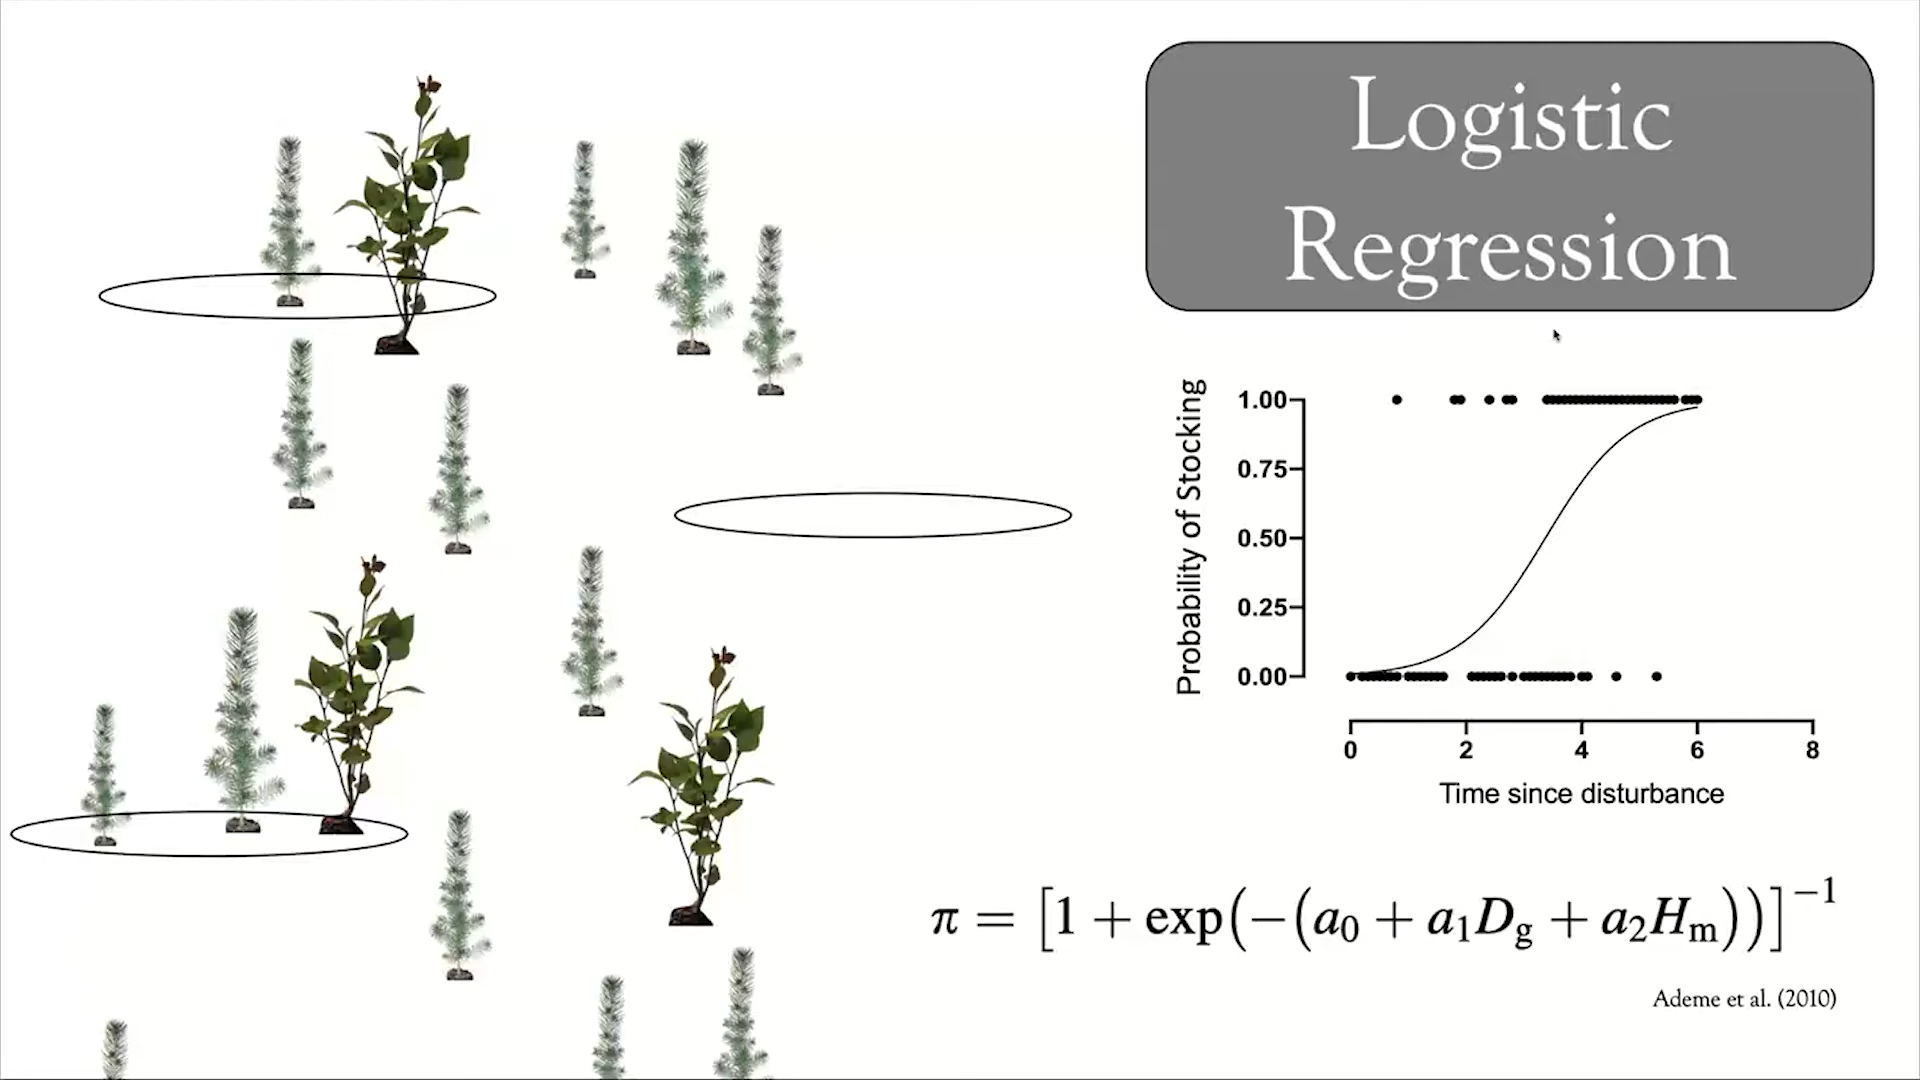 Logistic
Regression
Probability of Stocking
1.00
0.75
0.50
0.25
0.00
0 2 4 6 8
Time since disturbance
π = [1 + exp(−(a₀ + a₁D_g + a₂H_m))]⁻¹
Ademe et al. (2010)